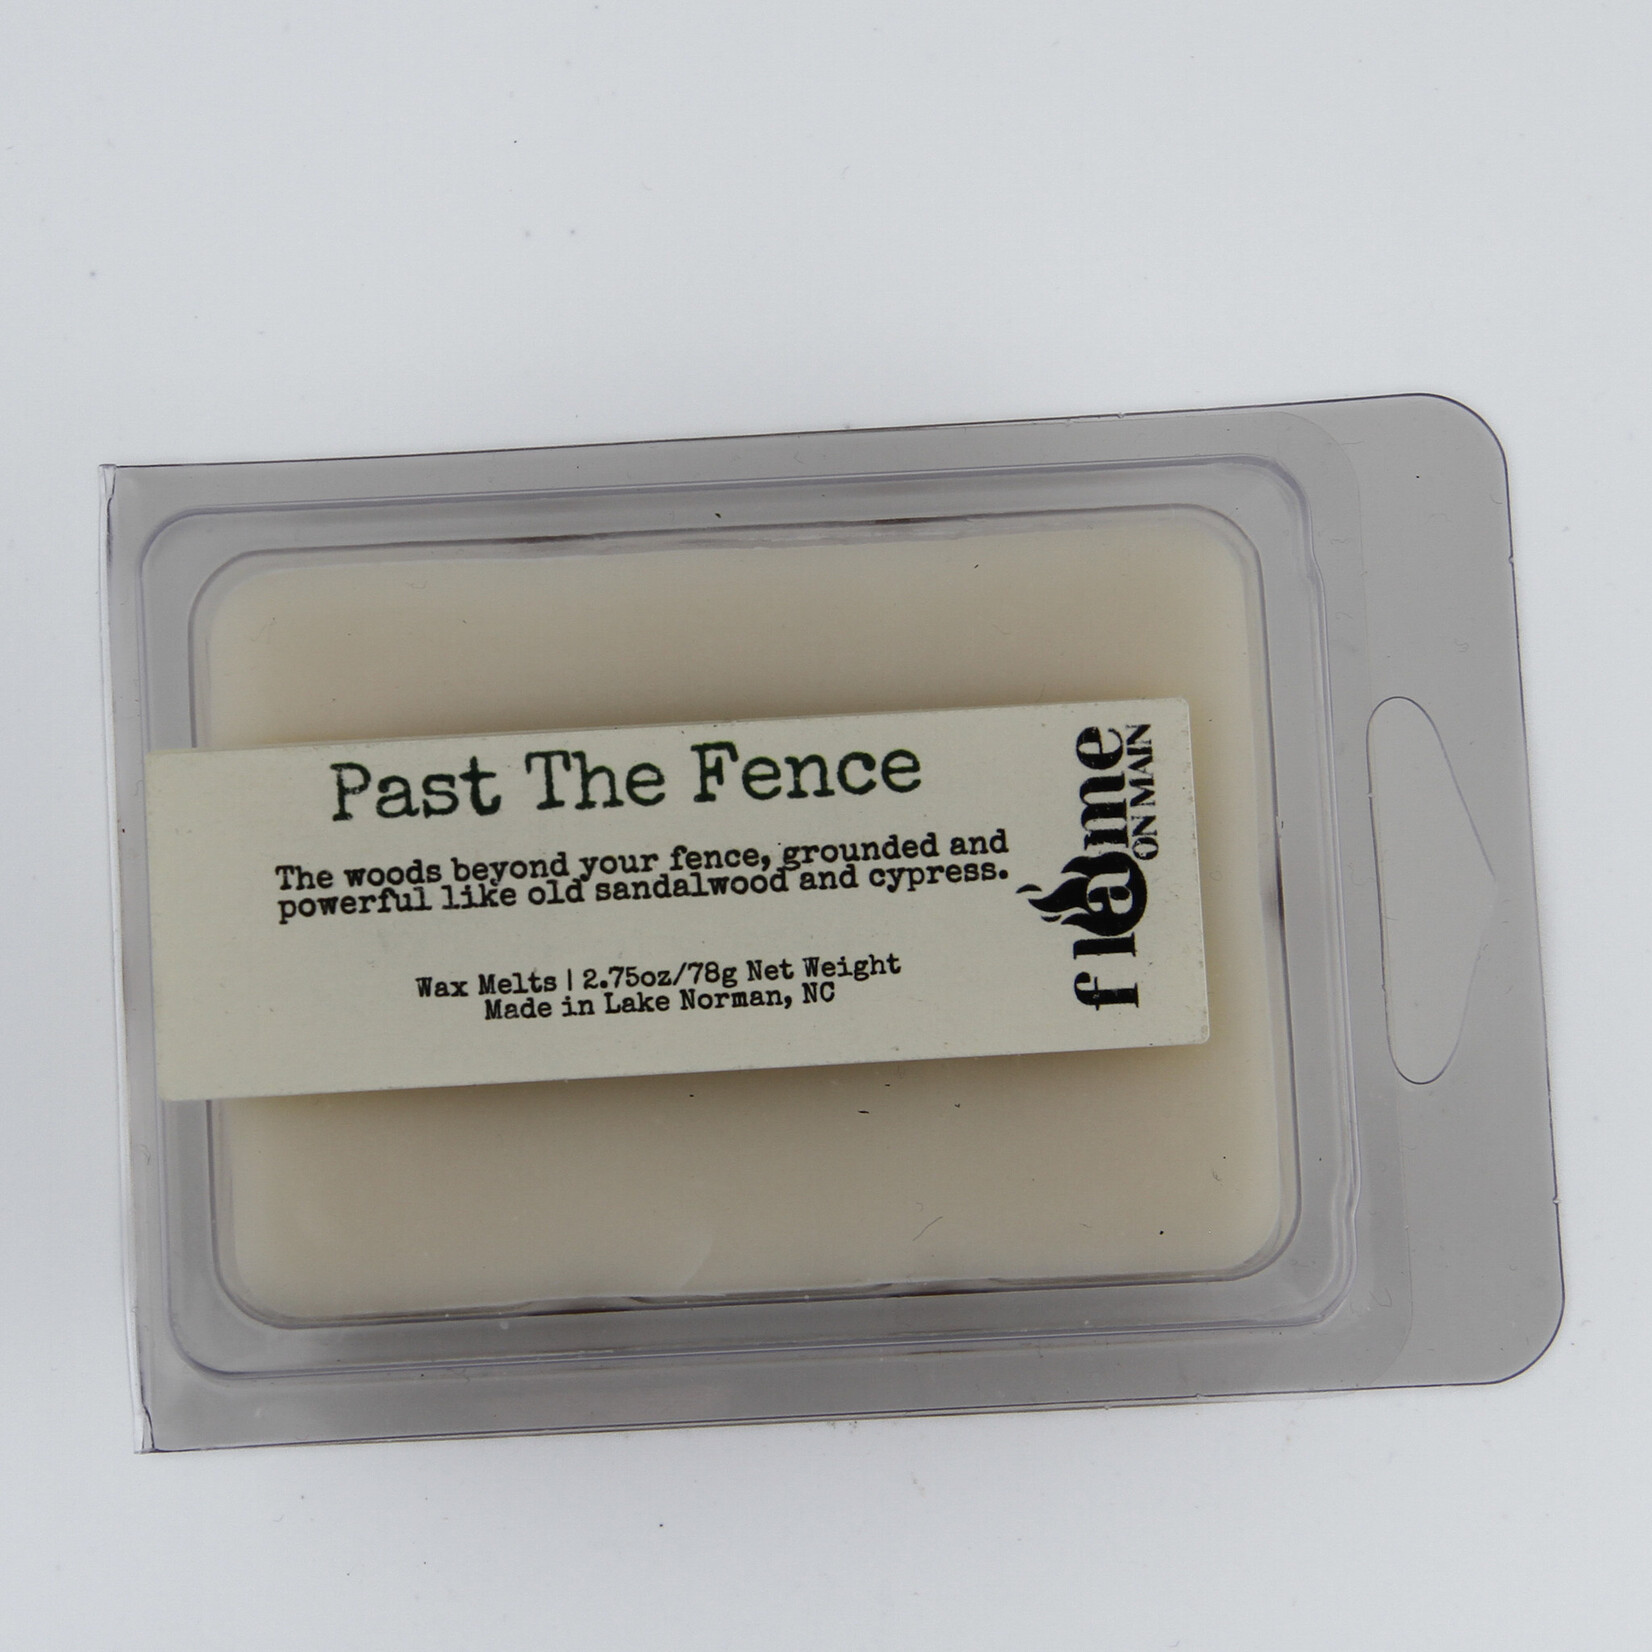 Past The Fence
The woods beyond your fence, grounded and
powerful like old sandalwood and cypress.
Wax Melts | 2.75oz/78g Net Weight
Made in Lake Norman, NC
flame
ON MAIN